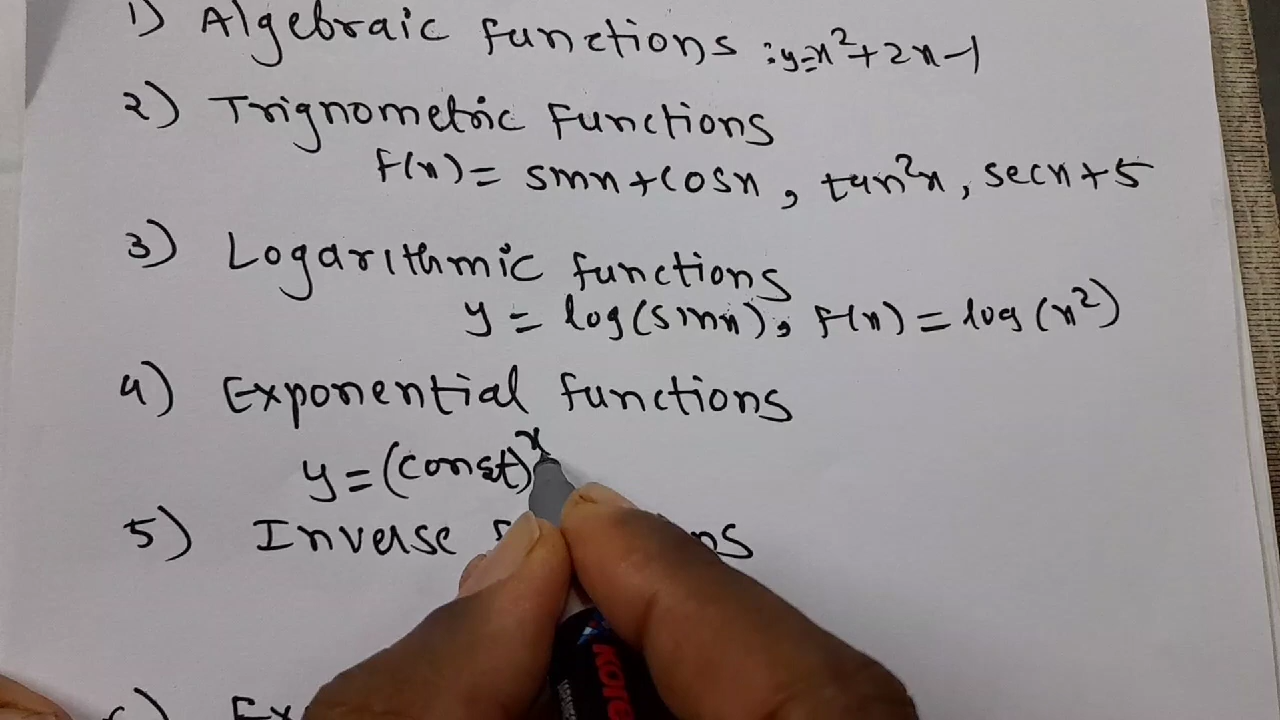 1) Algebraic functions : y=x²+2x-1
2) Trignometric Functions
F(x) = sinx+cosx, tan²x, secx+5
3) Logarithmic functions
y = log(sinx), F(x) = log(x²)
4) Exponential functions
y=(const)ˣ
5) Inverse